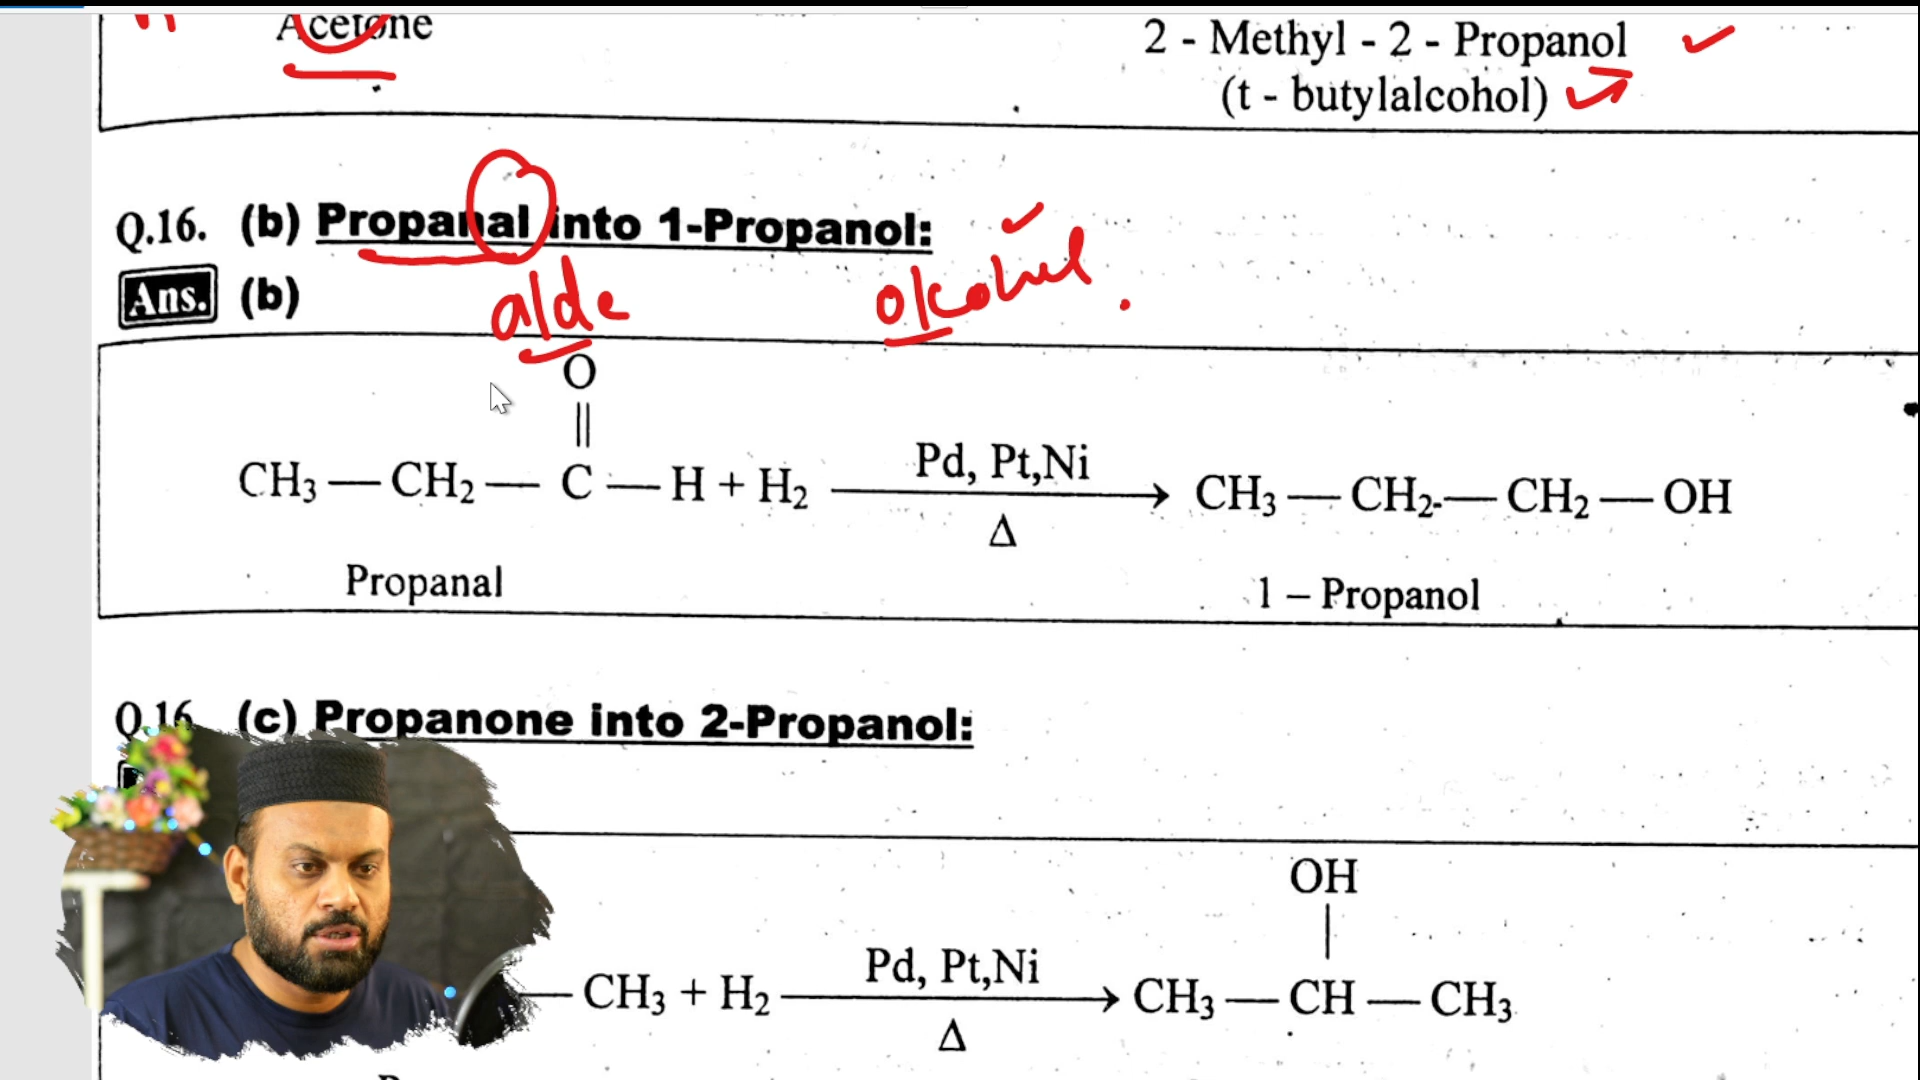 Acetone
2 - Methyl - 2 - Propanol
(t - butylalcohol)
Q.16. (b) Propanal into 1-Propanol:
Ans. (b)
alde
olcohol
O
||
CH₃ — CH₂ — C — H + H₂ Pd, Pt,Ni Δ → CH₃ — CH₂ — CH₂ — OH
Propanal
1 – Propanol
Q.16 (c) Propanone into 2-Propanol:
OH
|
— CH₃ + H₂ Pd, Pt,Ni Δ → CH₃ — CH — CH₃